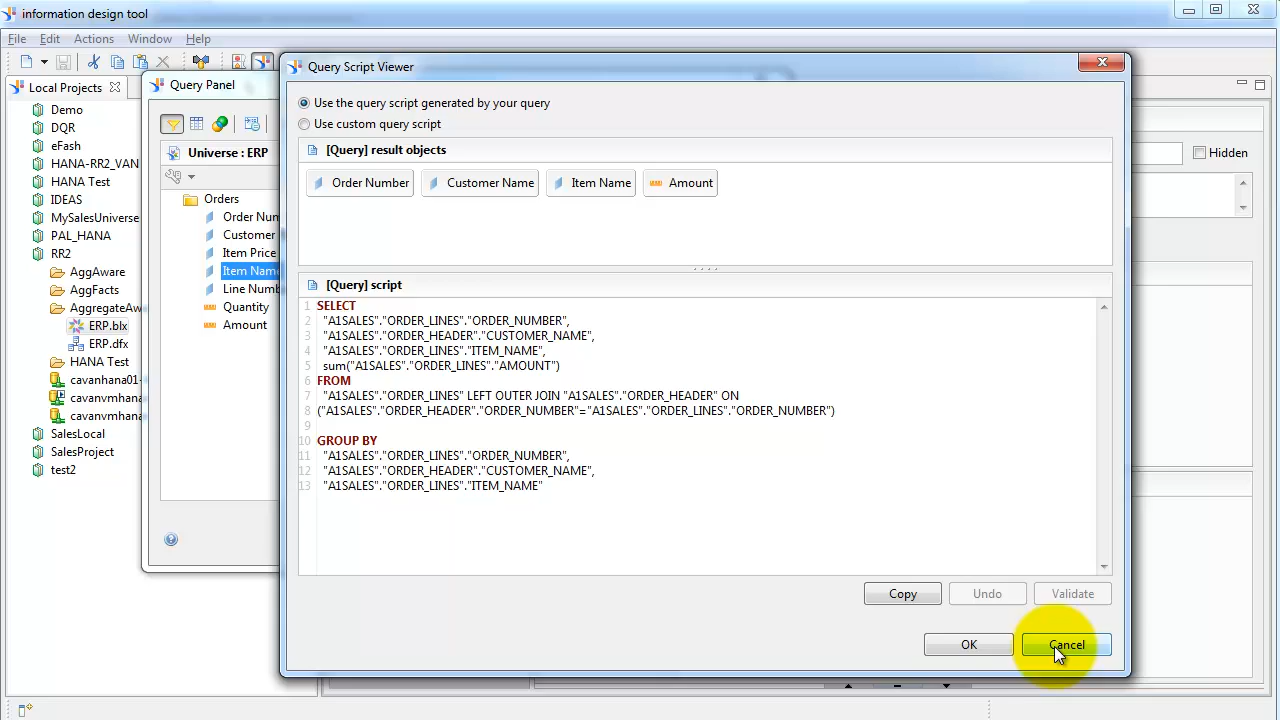 information design tool
File Edit Actions Window Help
Local Projects
Demo
DQR
eFash
HANA-RR2_VAN
HANA Test
IDEAS
MySalesUniverse
PAL_HANA
RR2
AggAware
AggFacts
AggregateAw
ERP.blx
ERP.dfx
HANA Test
cavanhana01-
cavanvmhana
cavanvmhana
SalesLocal
SalesProject
test2
Query Panel
Universe : ERP
Orders
Order Num
Customer
Item Price
Item Name
Line Numb
Quantity
Amount
Query Script Viewer
Use the query script generated by your query
Use custom query script
[Query] result objects
Order Number Customer Name Item Name Amount
[Query] script
1 SELECT
2 "A1SALES"."ORDER_LINES"."ORDER_NUMBER",
3 "A1SALES"."ORDER_HEADER"."CUSTOMER_NAME",
4 "A1SALES"."ORDER_LINES"."ITEM_NAME",
5 sum("A1SALES"."ORDER_LINES"."AMOUNT")
6 FROM
7 "A1SALES"."ORDER_LINES" LEFT OUTER JOIN "A1SALES"."ORDER_HEADER" ON
8 ("A1SALES"."ORDER_HEADER"."ORDER_NUMBER"="A1SALES"."ORDER_LINES"."ORDER_NUMBER")
9
10 GROUP BY
11 "A1SALES"."ORDER_LINES"."ORDER_NUMBER",
12 "A1SALES"."ORDER_HEADER"."CUSTOMER_NAME",
13 "A1SALES"."ORDER_LINES"."ITEM_NAME"
Copy Undo Validate
OK Cancel
Hidden